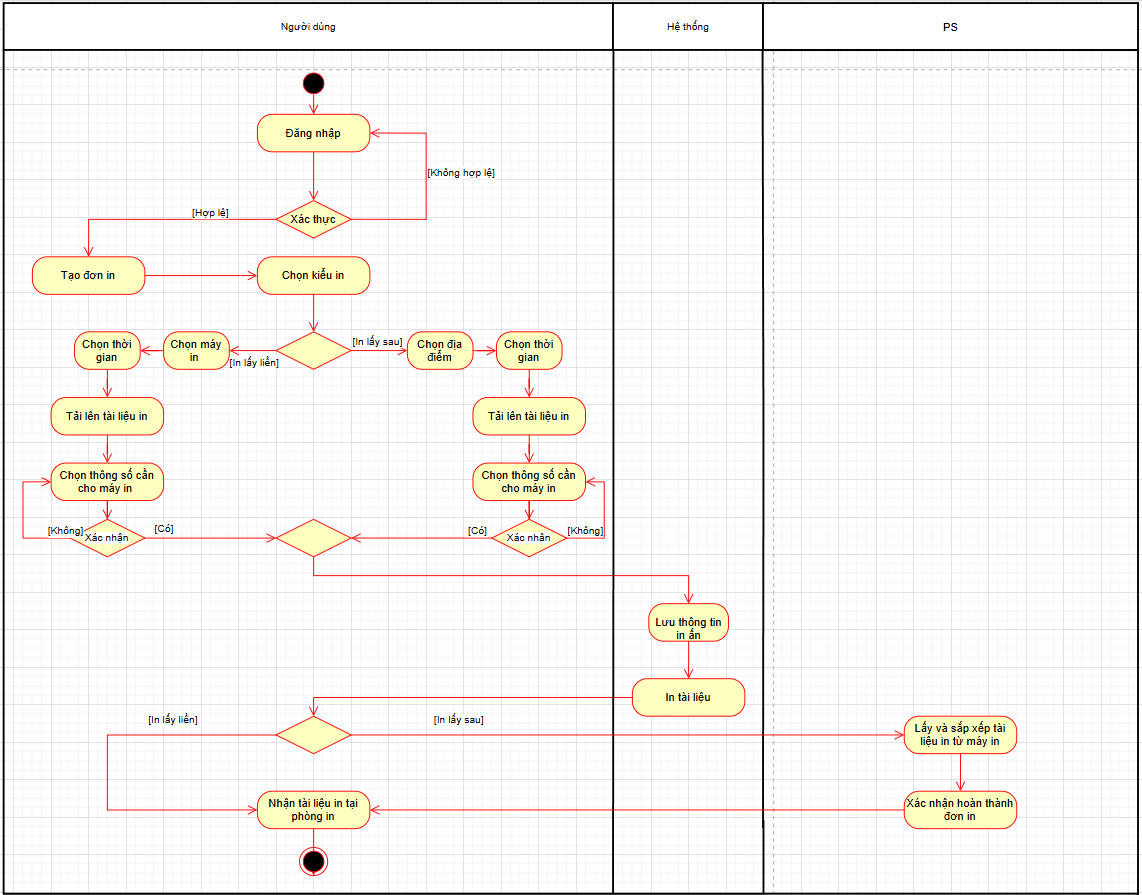 Người dùng
Hệ thống
PS
Đăng nhập
[Không hợp lệ]
[Hợp lê]
Xác thực
Tạo đơn in
Chọn kiểu in
Chọn thời
gian
Chọn máy
in
[In lấy liền]
[In lấy sau]
Chọn địa
điểm
Chọn thời
gian
Tải lên tài liệu in
Tải lên tài liệu in
Chọn thông số cần
cho máy in
Chọn thông số cần
cho máy in
[Không]
Xác nhận
[Có]
[Có]
Xác nhận
[Không]
Lưu thông tin
in ấn
In tài liệu
[In lấy liền]
[In lấy sau]
Lấy và sắp xếp tài
liệu in từ máy in
Nhận tài liệu in tại
phòng in
Xác nhận hoàn thành
đơn in